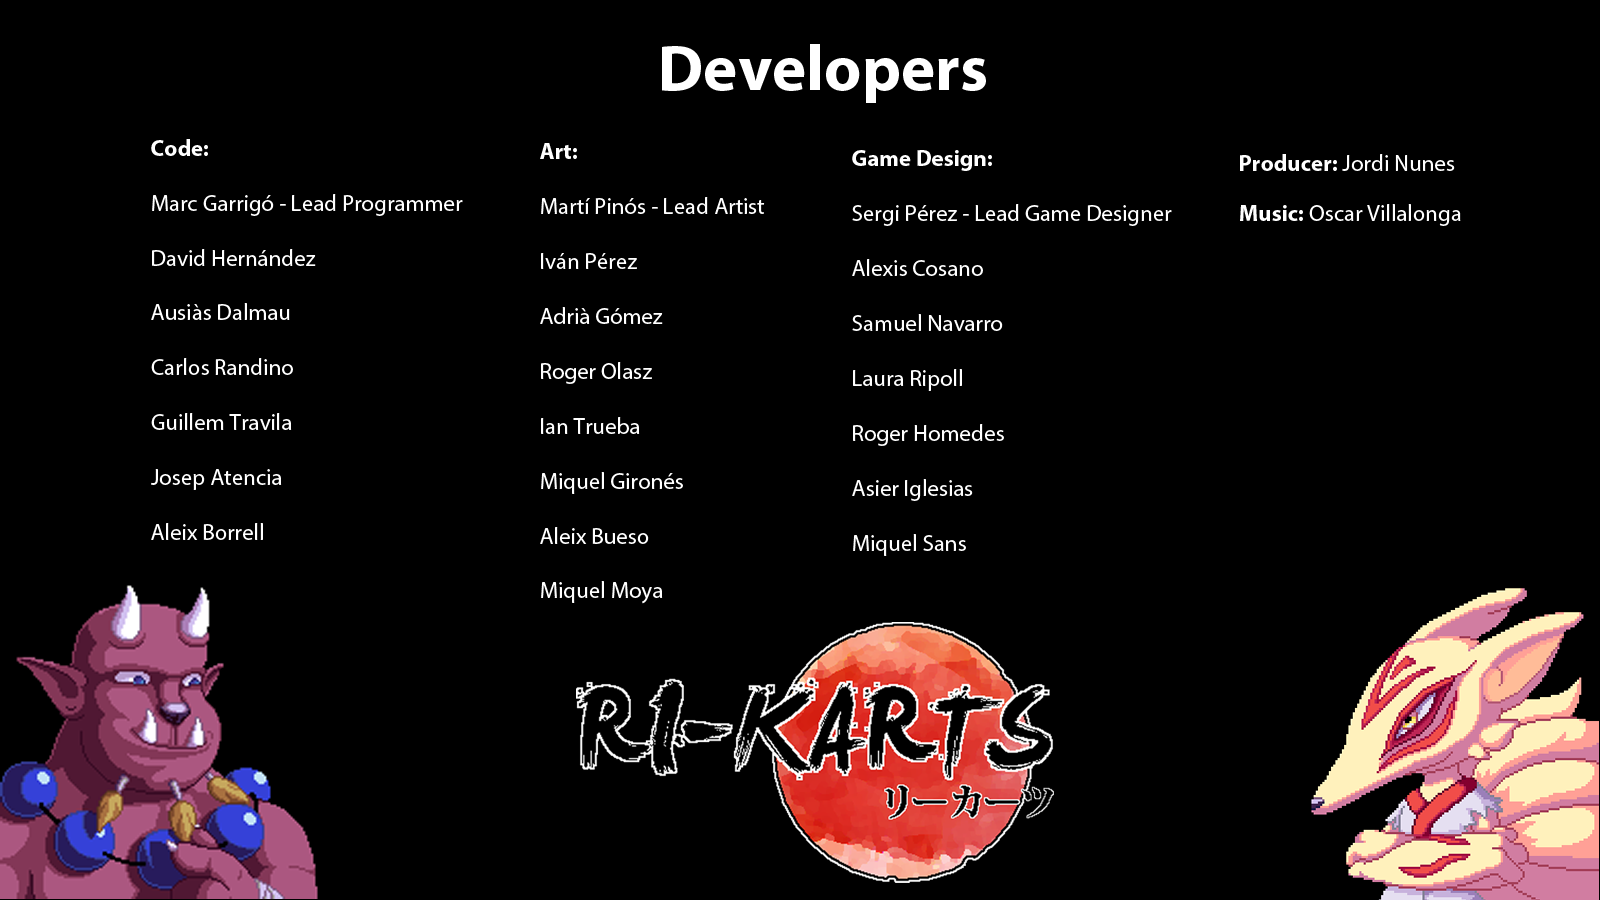 Developers
Code:
Marc Garrigó - Lead Programmer
David Hernández
Ausiàs Dalmau
Carlos Randino
Guillem Travila
Josep Atencia
Aleix Borrell
Art:
Martí Pinós - Lead Artist
Iván Pérez
Adrià Gómez
Roger Olasz
Ian Trueba
Miquel Gironés
Aleix Bueso
Miquel Moya
Game Design:
Sergi Pérez - Lead Game Designer
Alexis Cosano
Samuel Navarro
Laura Ripoll
Roger Homedes
Asier Iglesias
Miquel Sans
Producer: Jordi Nunes
Music: Oscar Villalonga
RI-KARTS
リーカーツ